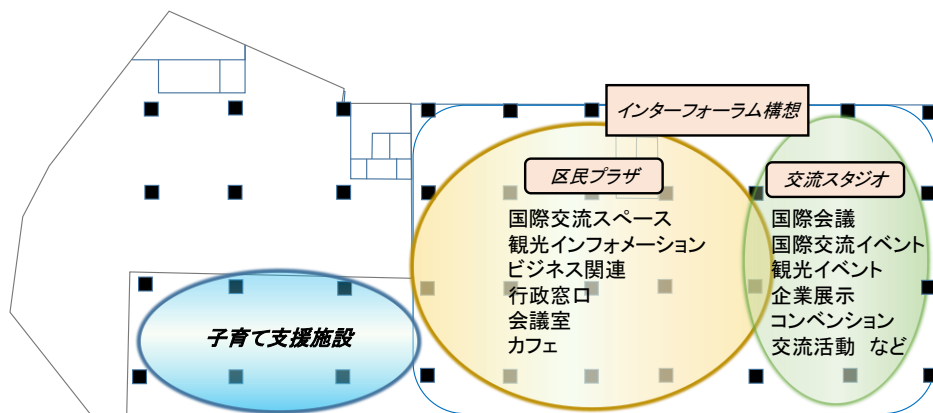 インターフォーラム構想
区民プラザ
国際交流スペース
観光インフォメーション
ビジネス関連
行政窓口
会議室
カフェ
交流スタジオ
国際会議
国際交流イベント
観光イベント
企業展示
コンベンション
交流活動 など
子育て支援施設